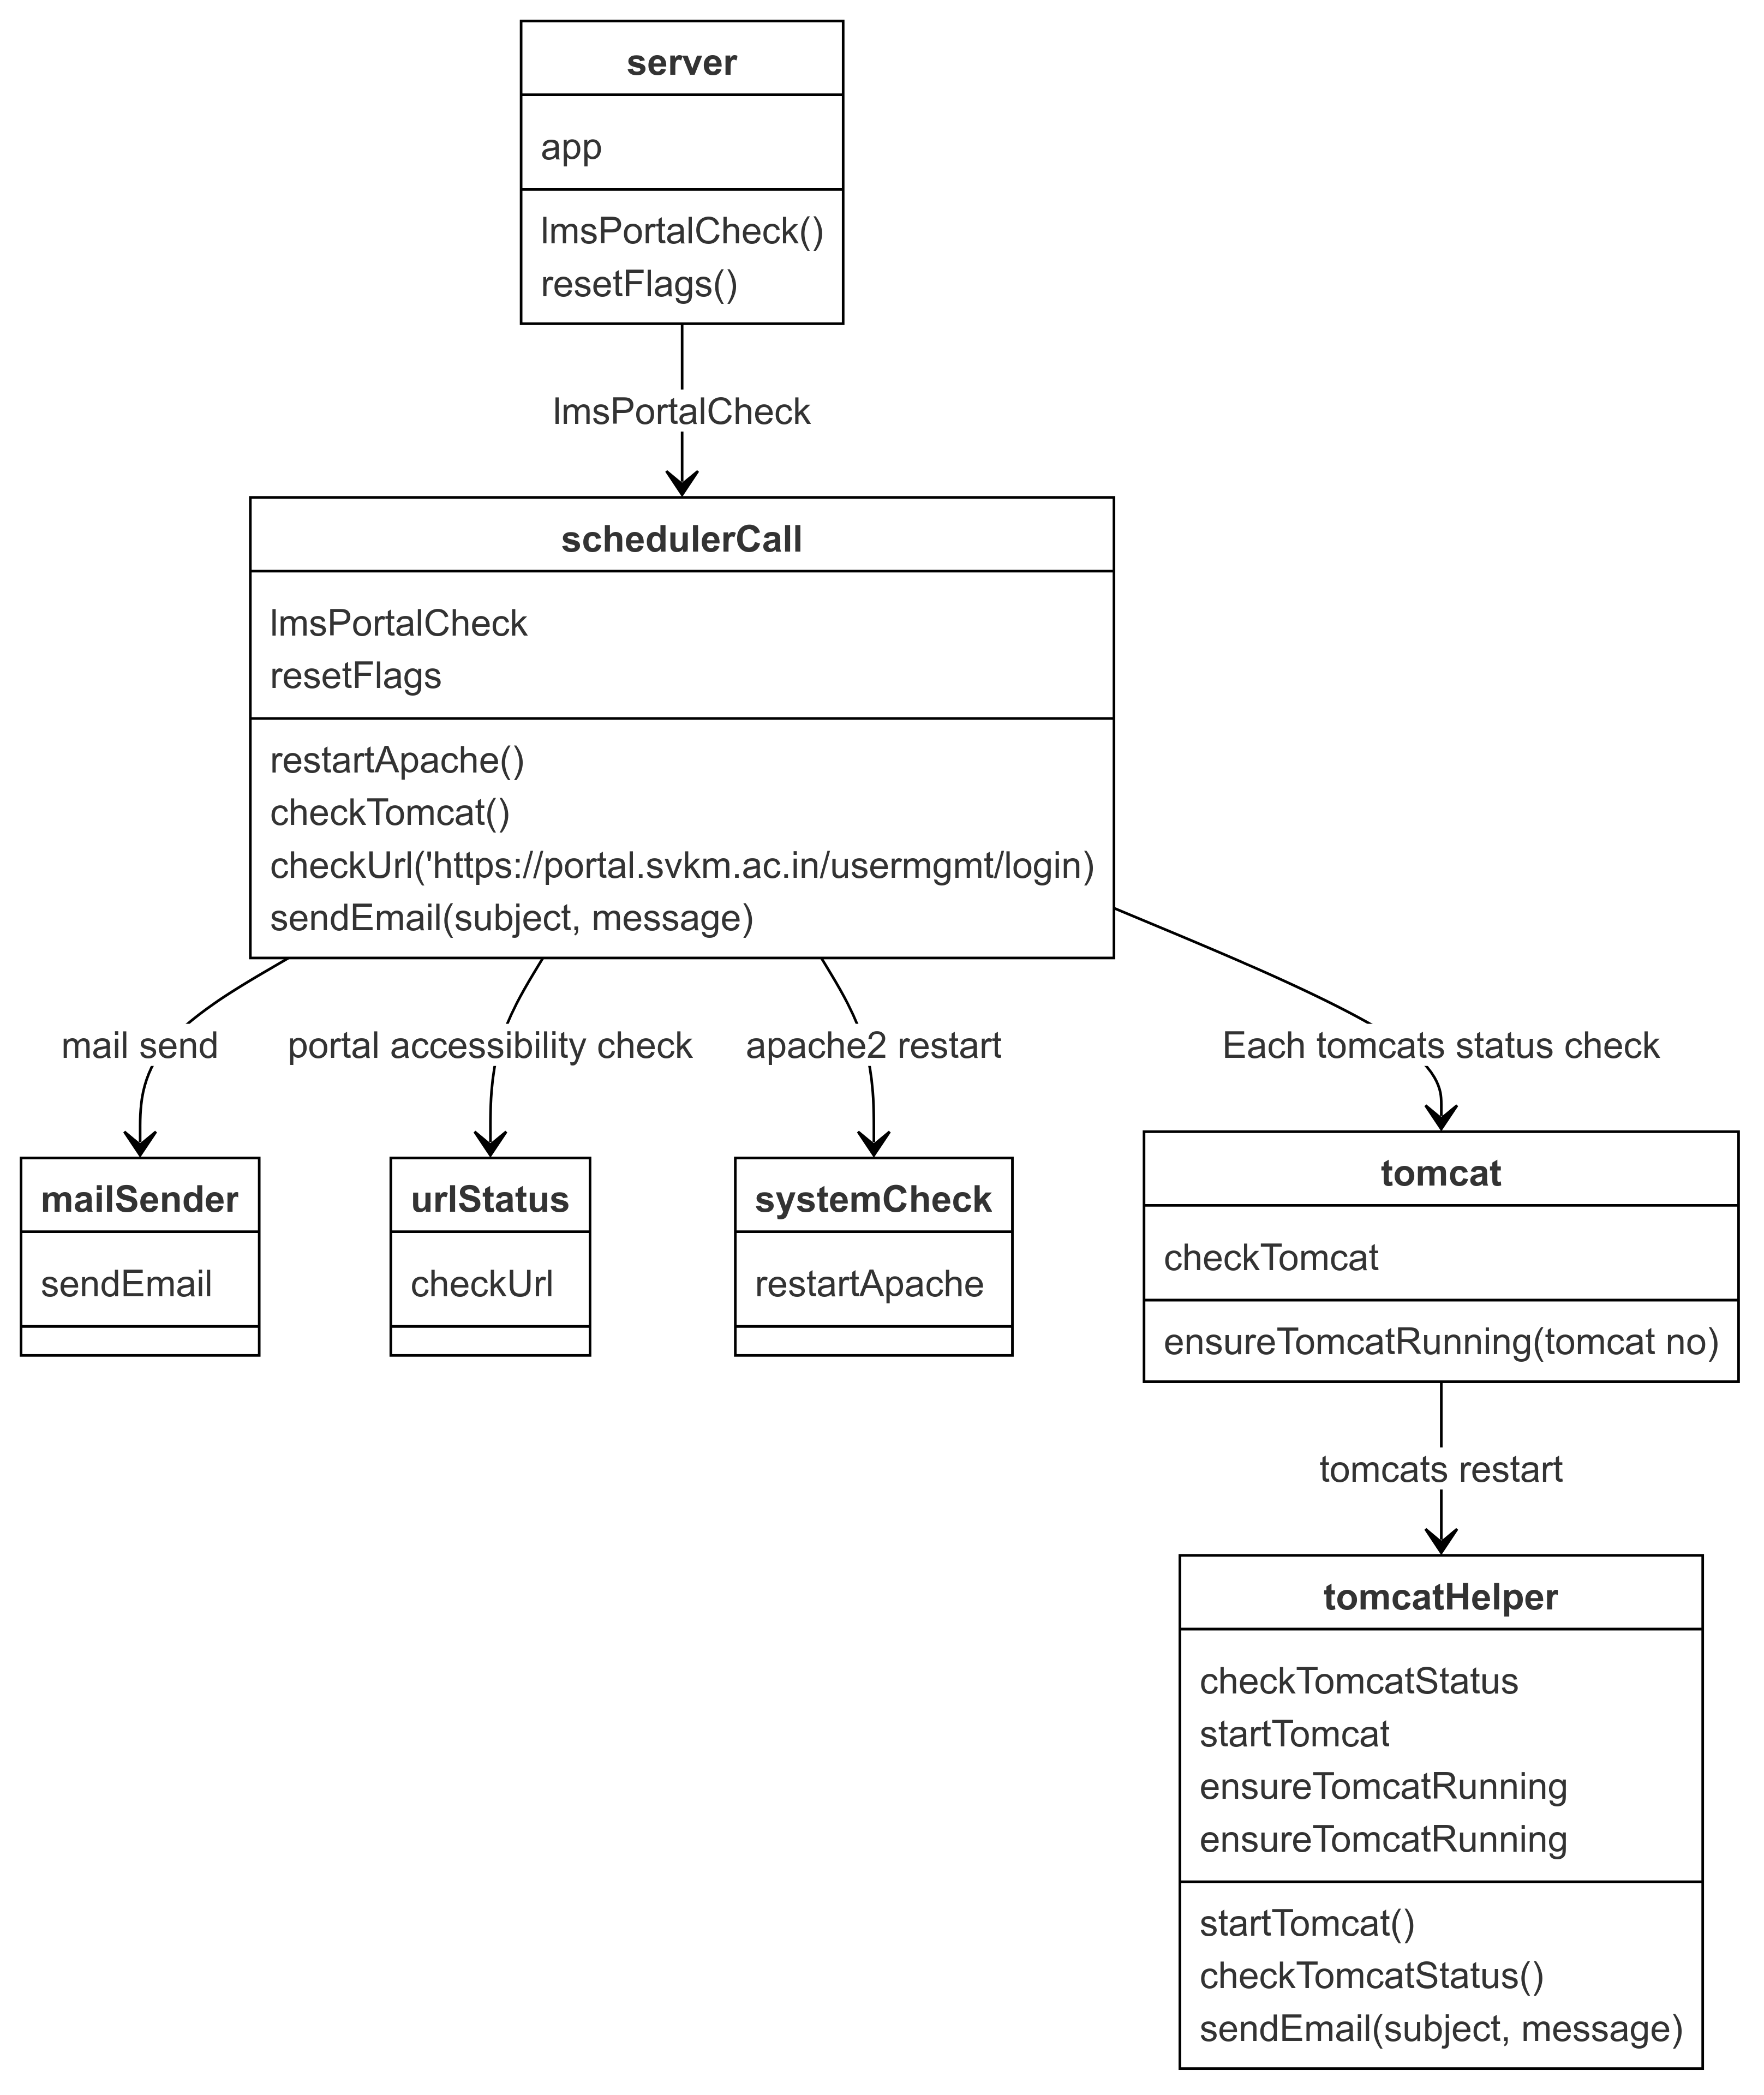 server
app
lmsPortalCheck()
resetFlags()
lmsPortalCheck
schedulerCall
lmsPortalCheck
resetFlags
restartApache()
checkTomcat()
checkUrl('https://portal.svkm.ac.in/usermgmt/login)
sendEmail(subject, message)
mail send
portal accessibility check
apache2 restart
Each tomcats status check
mailSender
sendEmail
urlStatus
checkUrl
systemCheck
restartApache
tomcat
checkTomcat
ensureTomcatRunning(tomcat no)
tomcats restart
tomcatHelper
checkTomcatStatus
startTomcat
ensureTomcatRunning
ensureTomcatRunning
startTomcat()
checkTomcatStatus()
sendEmail(subject, message)